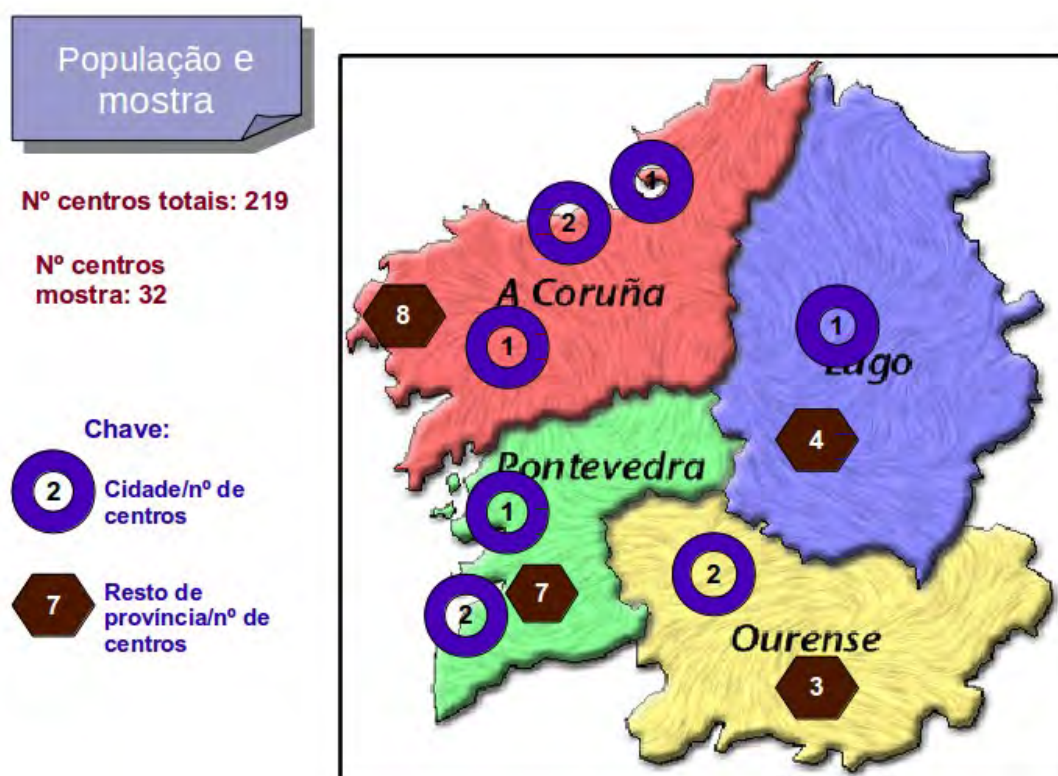 População e
mostra
Nº centros totais: 219
Nº centros
mostra: 32
Chave:
2
Cidade/nº de
centros
7
Resto de
província/nº de
centros
1
2
A Coruña
8
1
1
Lugo
4
Pontevedra
1
2
7
2
Ourense
3